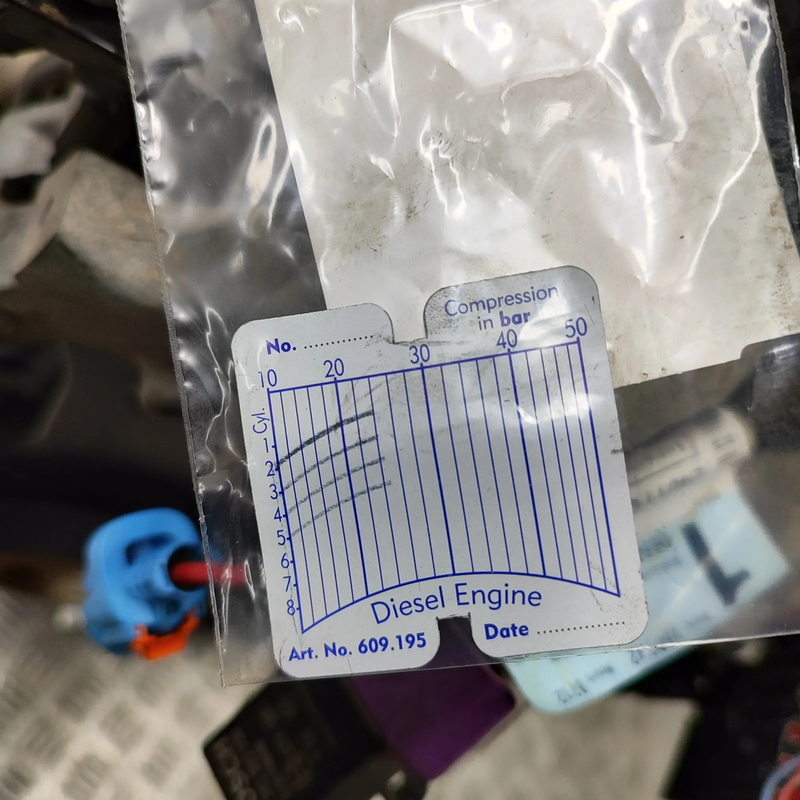 No. ....................
Compression
in bar
10 20 30 40 50
Cyl.
1
2
3
4
5
6
7
8
Diesel Engine
Art. No. 609.195
Date ....................